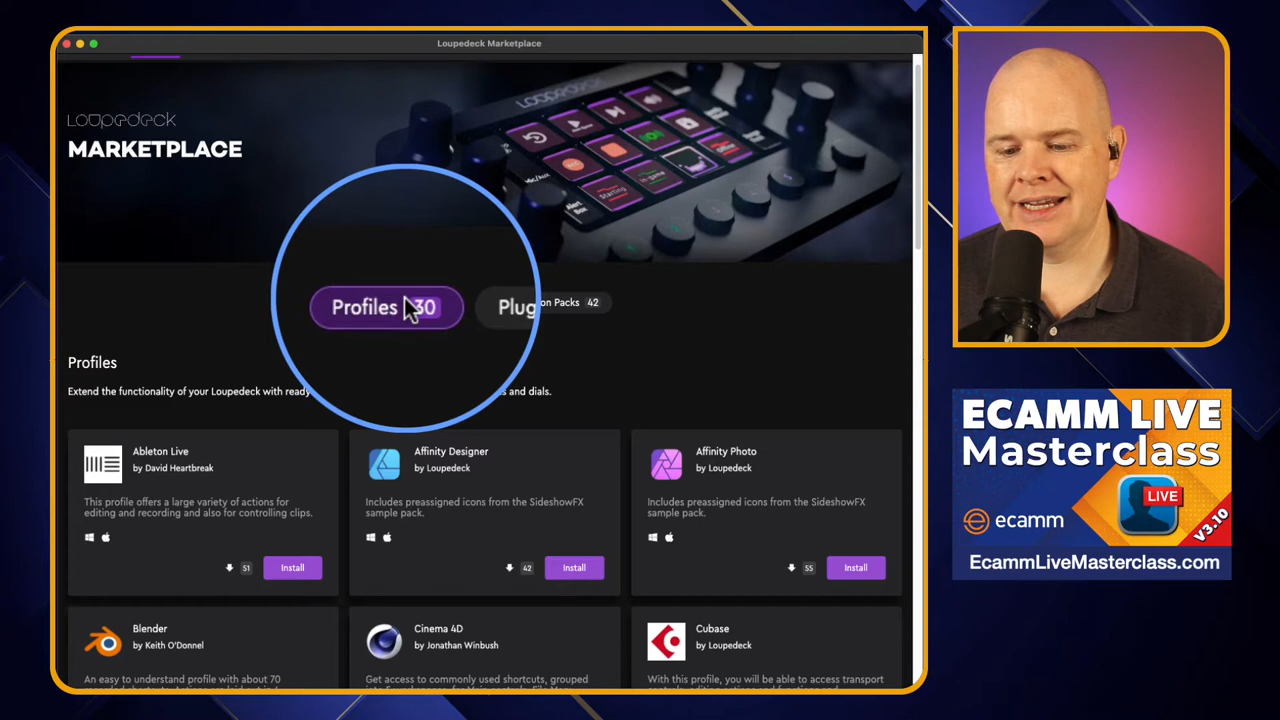 Loupedeck Marketplace
LOUPEDECK
MARKETPLACE
Profiles 30
Plug
on Packs 42
Profiles
Extend the functionality of your Loupedeck with ready
s and dials.
Ableton Live
by David Heartbreak
This profile offers a large variety of actions for
editing and recording and also for controlling clips.
51
Install
Affinity Designer
by Loupedeck
Includes preassigned icons from the SideshowFX
sample pack.
42
Install
Affinity Photo
by Loupedeck
Includes preassigned icons from the SideshowFX
sample pack.
55
Install
Blender
by Keith O'Donnel
An easy to understand profile with about 70
Cinema 4D
by Jonathan Winbush
Get access to commonly used shortcuts, grouped
Cubase
by Loupedeck
With this profile, you will be able to access transport
ECAMM LIVE
Masterclass
LIVE
ecamm
V3.10
EcammLiveMasterclass.com